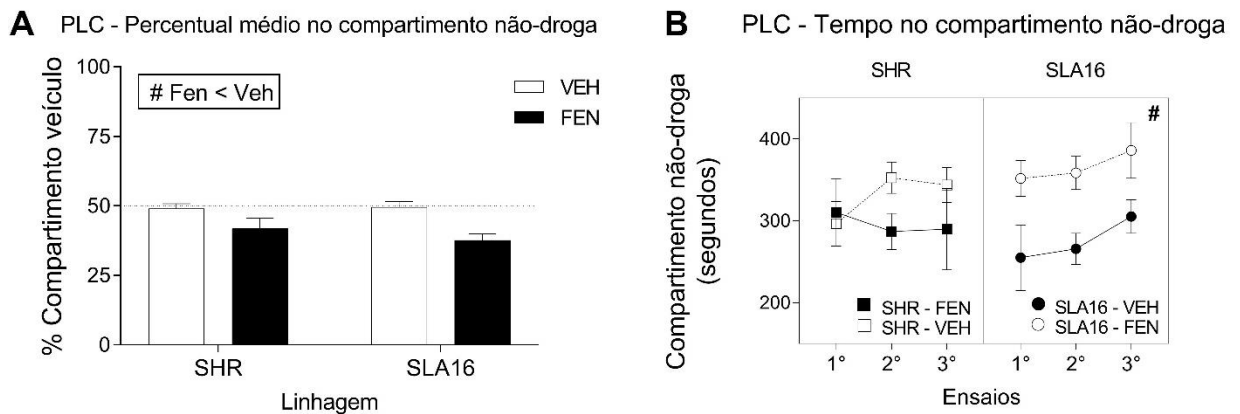 A PLC - Percentual médio no compartimento não-droga
# Fen < Veh
VEH
FEN
% Compartimento veículo
100
75
50
25
0
SHR SLA16
Linhagem
B PLC - Tempo no compartimento não-droga
SHR SLA16
#
Compartimento não-droga
(segundos)
400
300
200
SHR - FEN
SHR - VEH
SLA16 - VEH
SLA16 - FEN
1° 2° 3° 1° 2° 3°
Ensaios